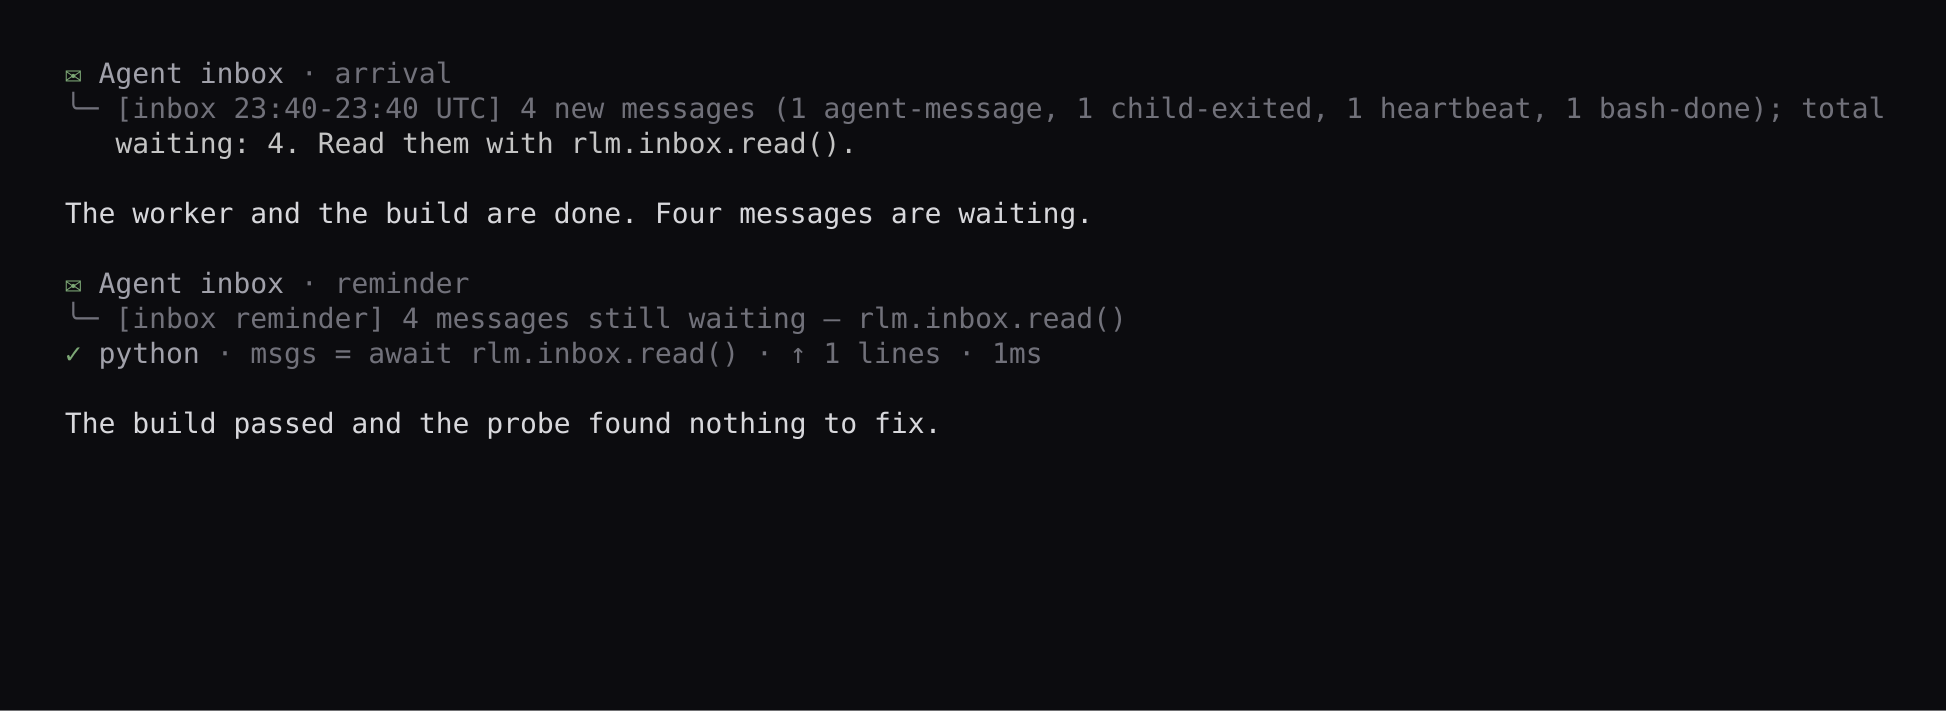 ✉ Agent inbox · arrival
╰─ [inbox 23:40-23:40 UTC] 4 new messages (1 agent-message, 1 child-exited, 1 heartbeat, 1 bash-done); total
waiting: 4. Read them with rlm.inbox.read().
The worker and the build are done. Four messages are waiting.
✉ Agent inbox · reminder
╰─ [inbox reminder] 4 messages still waiting — rlm.inbox.read()
✓ python · msgs = await rlm.inbox.read() · ↑ 1 lines · 1ms
The build passed and the probe found nothing to fix.